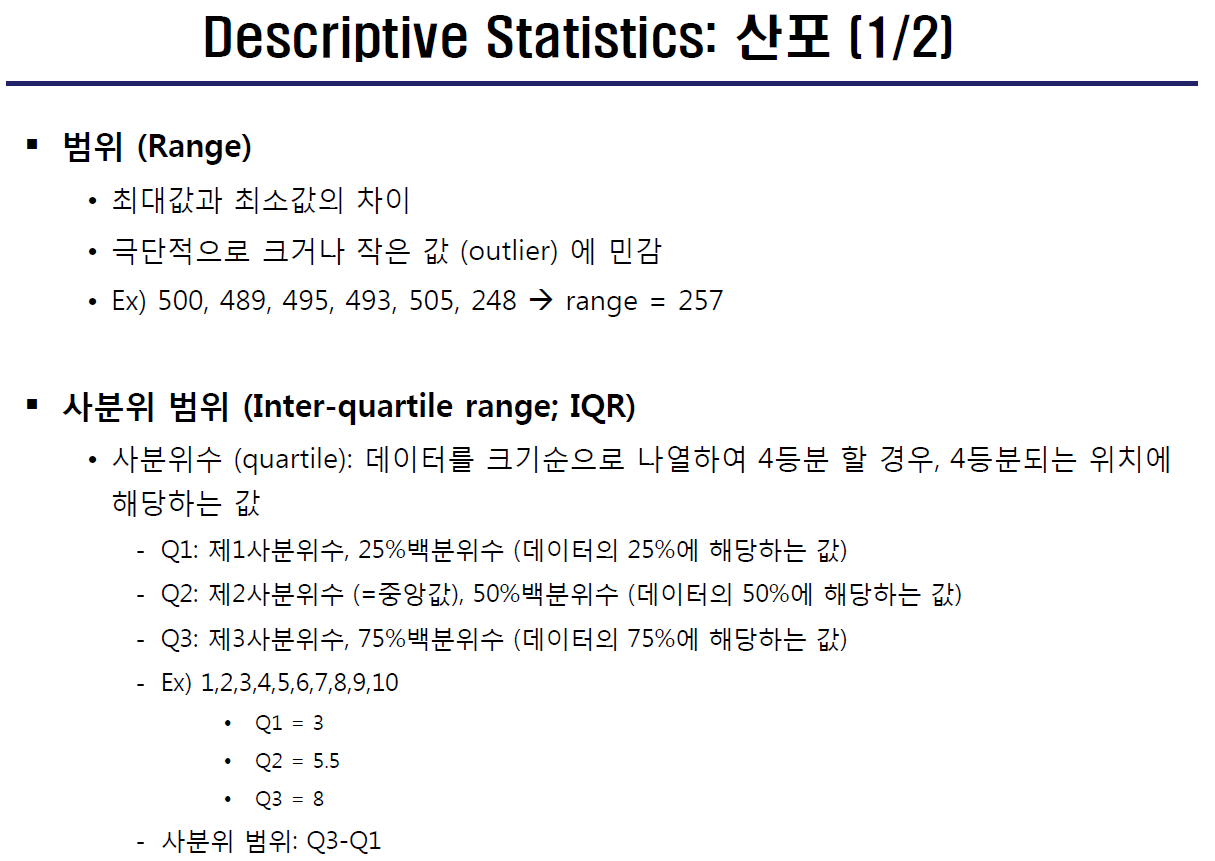 Descriptive Statistics: 산포 (1/2)
▪ 범위 (Range)
• 최대값과 최소값의 차이
• 극단적으로 크거나 작은 값 (outlier) 에 민감
• Ex) 500, 489, 495, 493, 505, 248 → range = 257
▪ 사분위 범위 (Inter-quartile range; IQR)
• 사분위수 (quartile): 데이터를 크기순으로 나열하여 4등분 할 경우, 4등분되는 위치에
해당하는 값
- Q1: 제1사분위수, 25%백분위수 (데이터의 25%에 해당하는 값)
- Q2: 제2사분위수 (=중앙값), 50%백분위수 (데이터의 50%에 해당하는 값)
- Q3: 제3사분위수, 75%백분위수 (데이터의 75%에 해당하는 값)
- Ex) 1,2,3,4,5,6,7,8,9,10
• Q1 = 3
• Q2 = 5.5
• Q3 = 8
- 사분위 범위: Q3-Q1